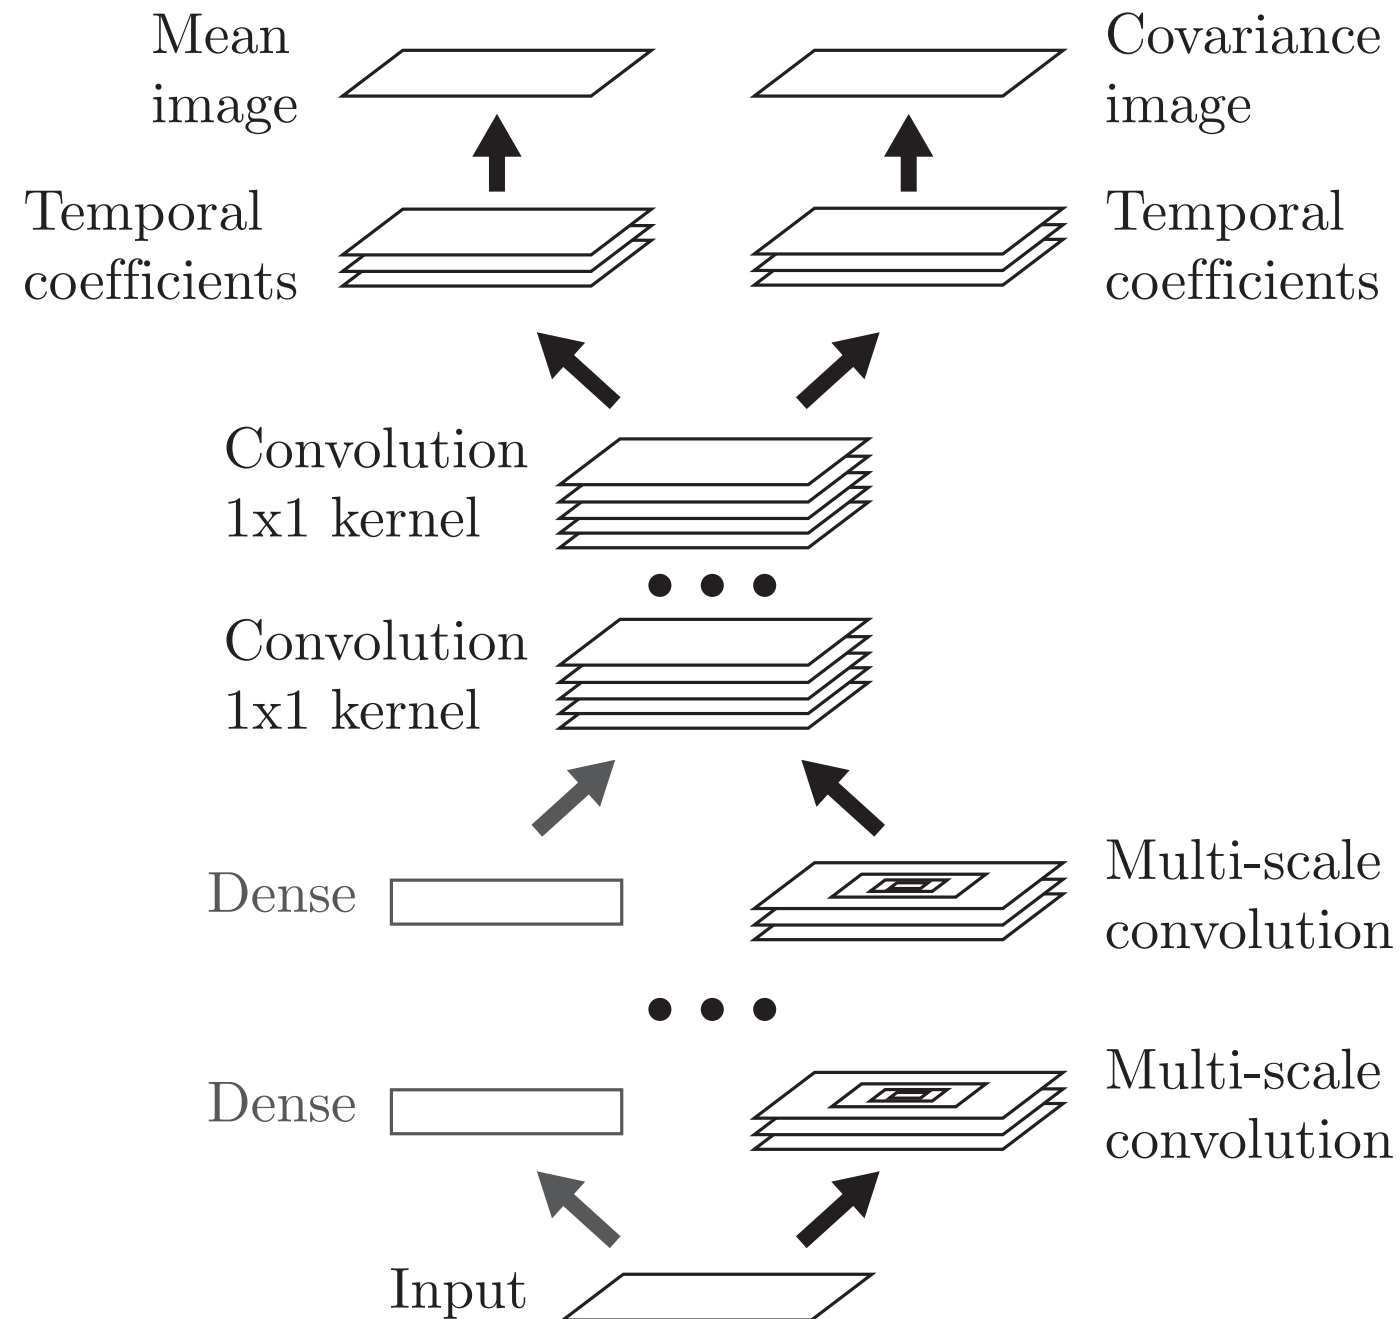 Mean
image
Covariance
image
Temporal
coefficients
Temporal
coefficients
Convolution
1x1 kernel
Convolution
1x1 kernel
Dense
Multi-scale
convolution
Dense
Multi-scale
convolution
Input